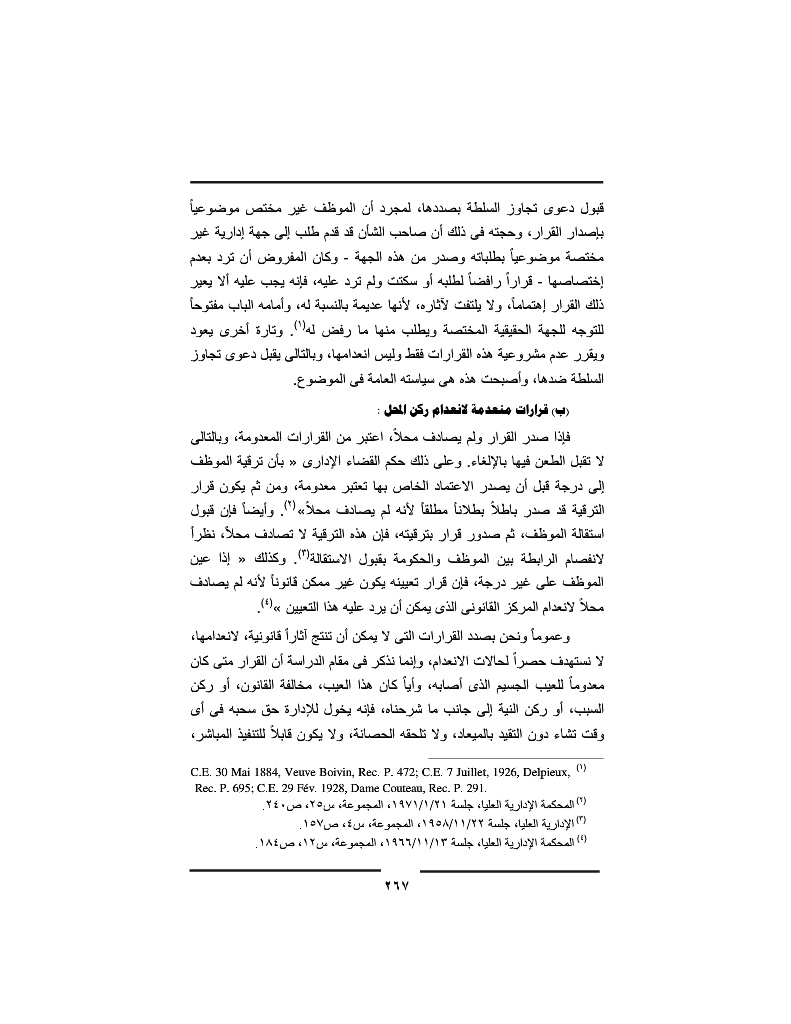 قبول دعوى تجاوز السلطة بصددها، لمجرد أن الموظف غير مختص موضوعياً
بإصدار القرار، وحجته فى ذلك أن صاحب الشأن قد قدم طلب إلى جهة إدارية غير
مختصة موضوعياً بطلباته وصدر من هذه الجهة - وكان المفروض أن ترد بعدم
إختصاصها - قراراً رافضاً لطلبه أو سكتت ولم ترد عليه، فإنه يجب عليه ألا يعير
ذلك القرار إهتماماً، ولا يلتفت لآثاره، لأنها عديمة بالنسبة له، وأمامه الباب مفتوحاً
للتوجه للجهة الحقيقية المختصة ويطلب منها ما رفض له(١). وتارة أخرى يعود
ويقرر عدم مشروعية هذه القرارات فقط وليس انعدامها، وبالتالى يقبل دعوى تجاوز
السلطة ضدها، وأصبحت هذه هى سياسته العامة فى الموضوع.
(ب) قرارات منعدمة لانعدام ركن المحل :
فإذا صدر القرار ولم يصادف محلاً، اعتبر من القرارات المعدومة، وبالتالى
لا تقبل الطعن فيها بالإلغاء. وعلى ذلك حكم القضاء الإدارى « بأن ترقية الموظف
إلى درجة قبل أن يصدر الاعتماد الخاص بها تعتبر معدومة، ومن ثم يكون قرار
الترقية قد صدر باطلاً بطلاناً مطلقاً لأنه لم يصادف محلاً»(٢). وأيضاً فإن قبول
استقالة الموظف، ثم صدور قرار بترقيته، فإن هذه الترقية لا تصادف محلاً، نظراً
لانفصام الرابطة بين الموظف والحكومة بقبول الاستقالة(٣). وكذلك « إذا عين
الموظف على غير درجة، فإن قرار تعيينه يكون غير ممكن قانوناً لأنه لم يصادف
محلاً لانعدام المركز القانونى الذى يمكن أن يرد عليه هذا التعيين »(٤).
وعموماً ونحن بصدد القرارات التى لا يمكن أن تنتج آثاراً قانونية، لانعدامها،
لا نستهدف حصراً لحالات الانعدام، وإنما نذكر فى مقام الدراسة أن القرار متى كان
معدوماً للعيب الجسيم الذى أصابه، وأياً كان هذا العيب، مخالفة القانون، أو ركن
السبب، أو ركن النية إلى جانب ما شرحناه، فإنه يخول للإدارة حق سحبه فى أى
وقت تشاء دون التقيد بالميعاد، ولا تلحقه الحصانة، ولا يكون قابلاً للتنفيذ المباشر،
(١) C.E. 30 Mai 1884, Veuve Boivin, Rec. P. 472; C.E. 7 Juillet, 1926, Delpieux,
Rec. P. 695; C.E. 29 Fév. 1928, Dame Couteau, Rec. P. 291.
(٢) المحكمة الإدارية العليا، جلسة ١٩٧١/١/٢١، المجموعة، س٢٥، ص٢٤٠.
(٣) الإدارية العليا، جلسة ١٩٥٨/١١/٢٢، المجموعة، س٤، ص١٥٧.
(٤) المحكمة الإدارية العليا، جلسة ١٩٦٦/١١/١٣، المجموعة، س١٢، ص١٨٤.
٢٦٧